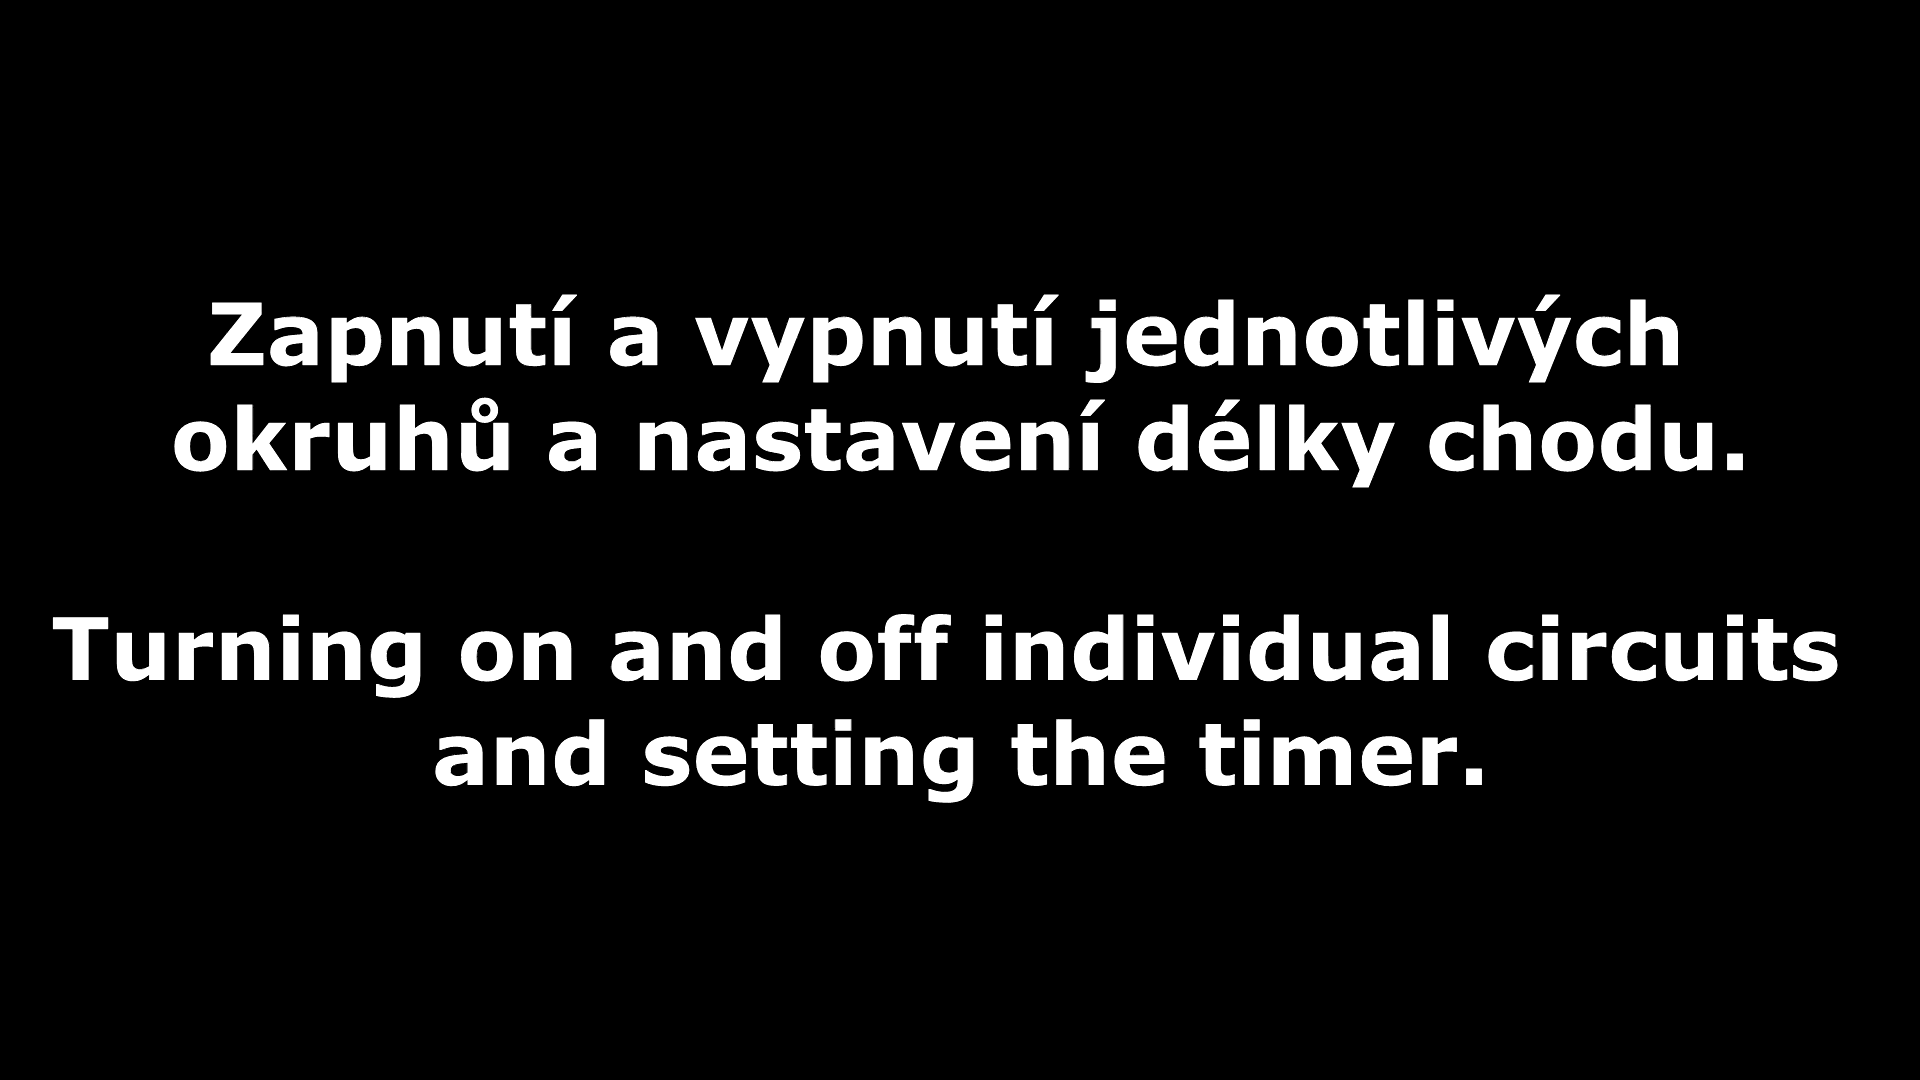 Zapnutí a vypnutí jednotlivých
okruhů a nastavení délky chodu.
Turning on and off individual circuits
and setting the timer.